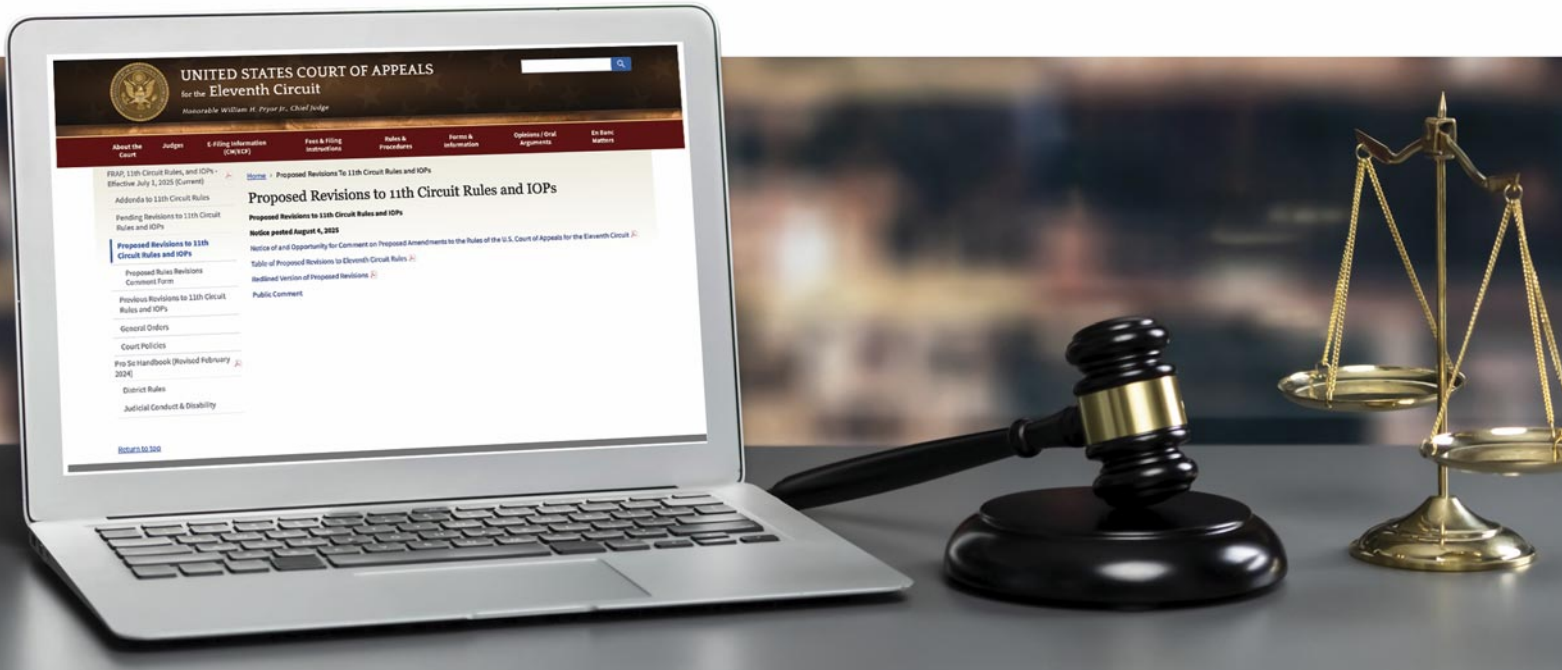 UNITED STATES COURT OF APPEALS
for the Eleventh Circuit
Honorable William H. Pryor Jr., Chief Judge
About the Court
Judges
E-Filing Information (CM/ECF)
Fees & Filing Instructions
Rules & Procedures
Forms & Information
Opinions / Oral Arguments
En Banc Matters
FRAP, 11th Circuit Rules, and IOPs -
Effective July 1, 2025 (Current)
Addenda to 11th Circuit Rules
Pending Revisions to 11th Circuit
Rules and IOPs
Proposed Revisions to 11th
Circuit Rules and IOPs
Proposed Rules Revisions
Comment Form
Previous Revisions to 11th Circuit
Rules and IOPs
General Orders
Court Policies
Pro Se Handbook (Revised February
2024)
District Rules
Judicial Conduct & Disability
Return to top
Home › Proposed Revisions To 11th Circuit Rules and IOPs
Proposed Revisions to 11th Circuit Rules and IOPs
Proposed Revisions to 11th Circuit Rules and IOPs
Notice posted August 4, 2025
Notice of and Opportunity for Comment on Proposed Amendments to the Rules of the U.S. Court of Appeals for the Eleventh Circuit
Table of Proposed Revisions to Eleventh Circuit Rules
Redlined Version of Proposed Revisions
Public Comment